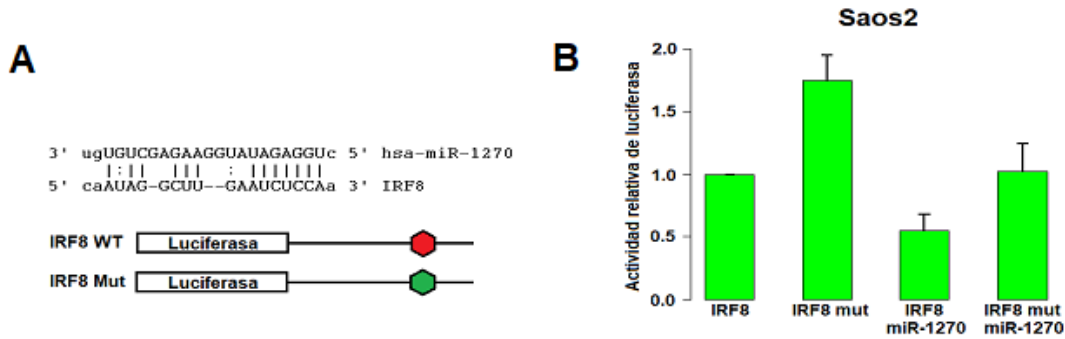 A
3' ugUGUCGAGAAGGUAUAGAGGUc 5' hsa-miR-1270
|:|| ||| : |||||||
5' caAUAG-GCUU--GAAUCUCCAa 3' IRF8
IRF8 WT Luciferasa
IRF8 Mut Luciferasa
B
Saos2
Actividad relativa de luciferasa
2.0
1.5
1.0
0.5
0.0
IRF8
IRF8 mut
IRF8
miR-1270
IRF8 mut
miR-1270